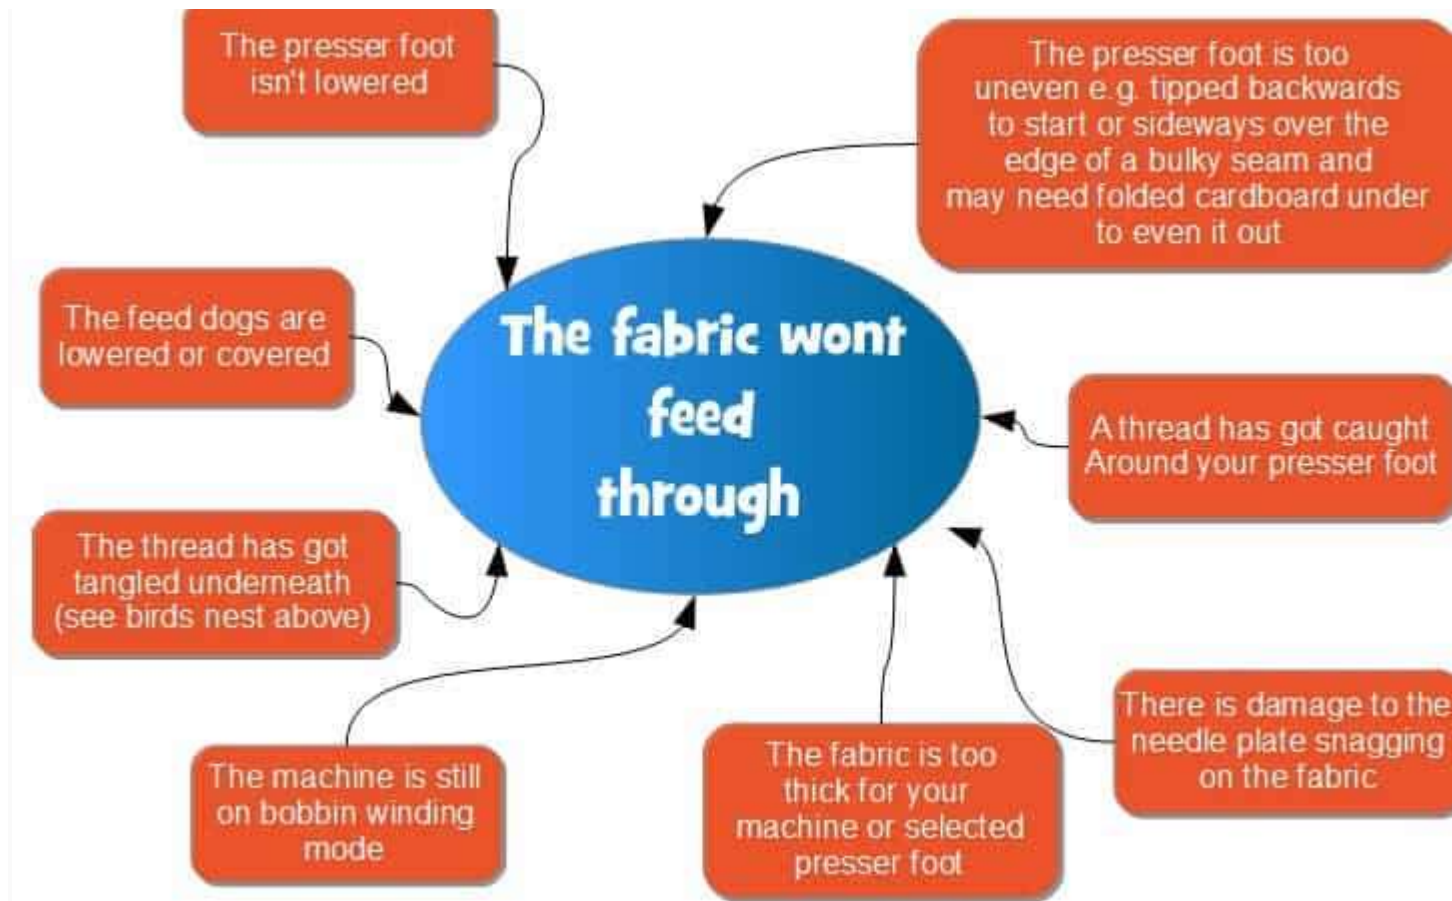 The presser foot
isn't lowered
The presser foot is too
uneven e.g. tipped backwards
to start or sideways over the
edge of a bulky seam and
may need folded cardboard under
to even it out
The feed dogs are
lowered or covered
The fabric wont
feed
through
A thread has got caught
Around your presser foot
The thread has got
tangled underneath
(see birds nest above)
The machine is still
on bobbin winding
mode
The fabric is too
thick for your
machine or selected
presser foot
There is damage to the
needle plate snagging
on the fabric